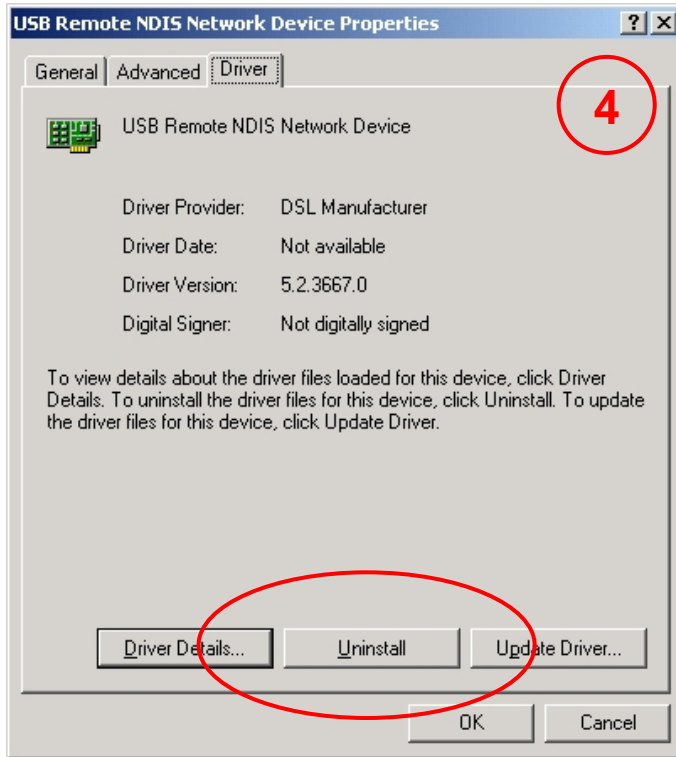 USB Remote NDIS Network Device Properties
General Advanced Driver
4
USB Remote NDIS Network Device
Driver Provider: DSL Manufacturer
Driver Date: Not available
Driver Version: 5.2.3667.0
Digital Signer: Not digitally signed
To view details about the driver files loaded for this device, click Driver
Details. To uninstall the driver files for this device, click Uninstall. To update
the driver files for this device, click Update Driver.
Driver Details... Uninstall Update Driver...
OK Cancel